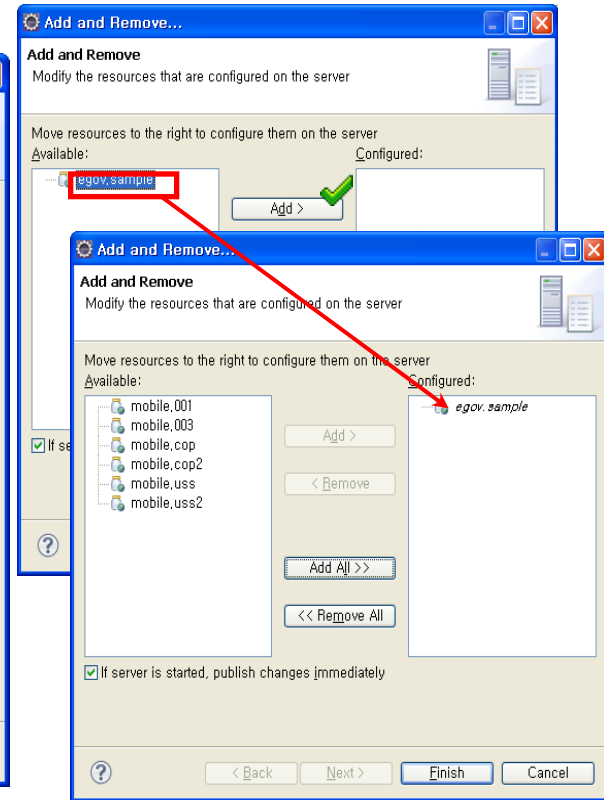 Add and Remove...
Add and Remove
Modify the resources that are configured on the server
Move resources to the right to configure them on the server
Available:
Configured:
egov.sample
Add >
If se
Add and Remove...
Add and Remove
Modify the resources that are configured on the server
Move resources to the right to configure them on the server
Available:
Configured:
mobile.001
mobile.003
mobile.cop
mobile.cop2
mobile.uss
mobile.uss2
egov.sample
Add >
< Remove
Add All >>
<< Remove All
If server is started, publish changes immediately
< Back
Next >
Finish
Cancel